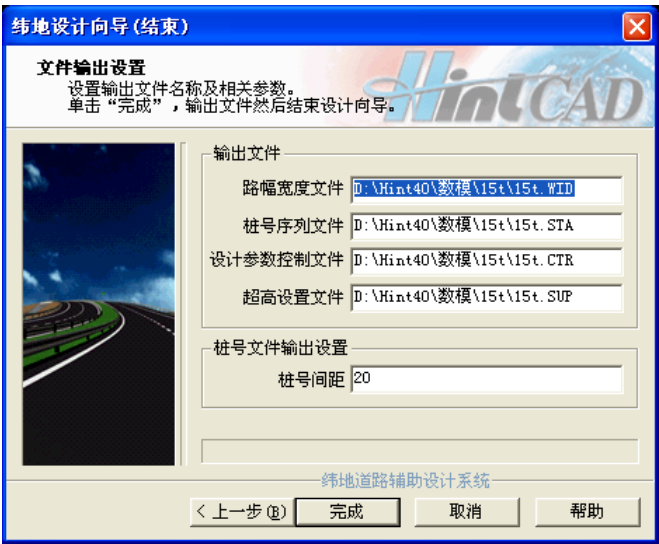 纬地设计向导(结束)
文件输出设置
设置输出文件名称及相关参数。
单击“完成”,输出文件然后结束设计向导。
HintCAD
输出文件
路幅宽度文件 D:\Hint40\数模\15t\15t.WID
桩号序列文件 D:\Hint40\数模\15t\15t.STA
设计参数控制文件 D:\Hint40\数模\15t\15t.CTR
超高设置文件 D:\Hint40\数模\15t\15t.SUP
桩号文件输出设置
桩号间距 20
纬地道路辅助设计系统
< 上一步(B) 完成 取消 帮助